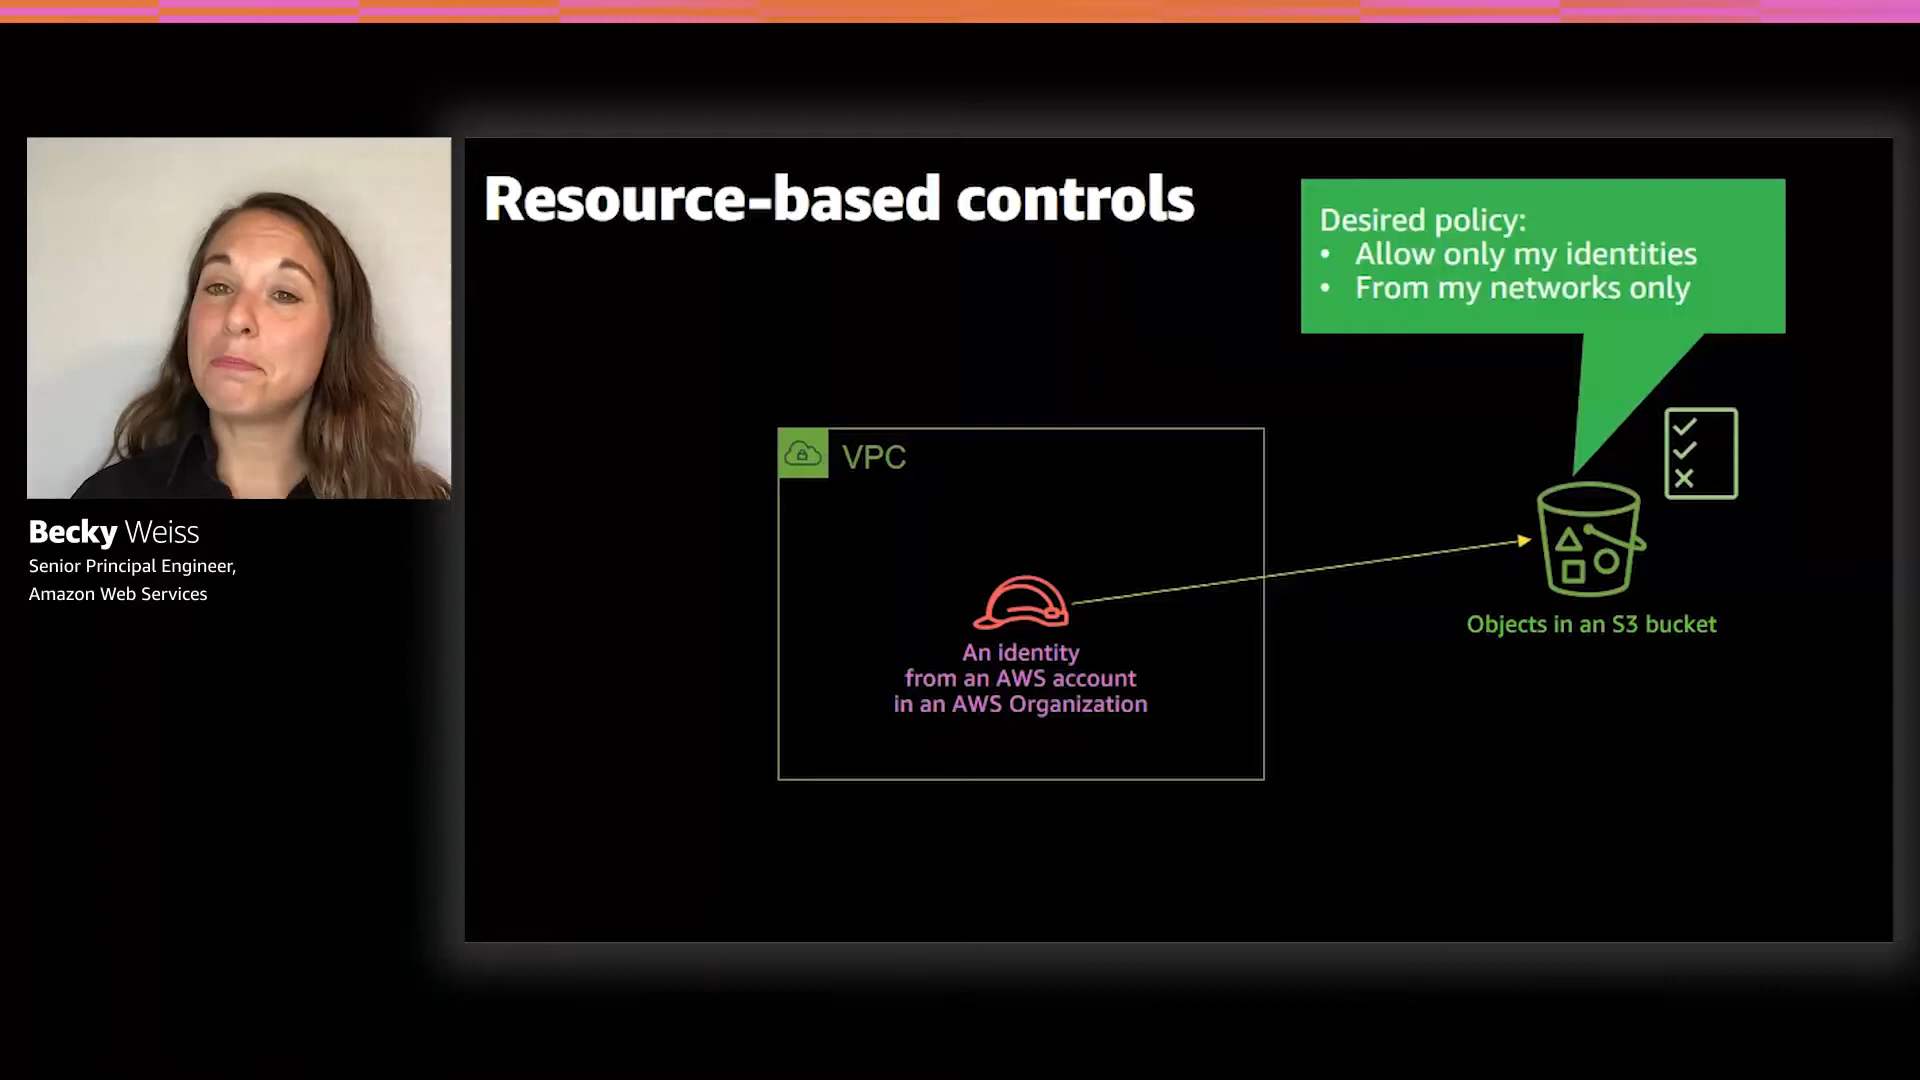 Resource-based controls
Desired policy:
• Allow only my identities
• From my networks only
VPC
An identity
from an AWS account
in an AWS Organization
Objects in an S3 bucket
Becky Weiss
Senior Principal Engineer,
Amazon Web Services